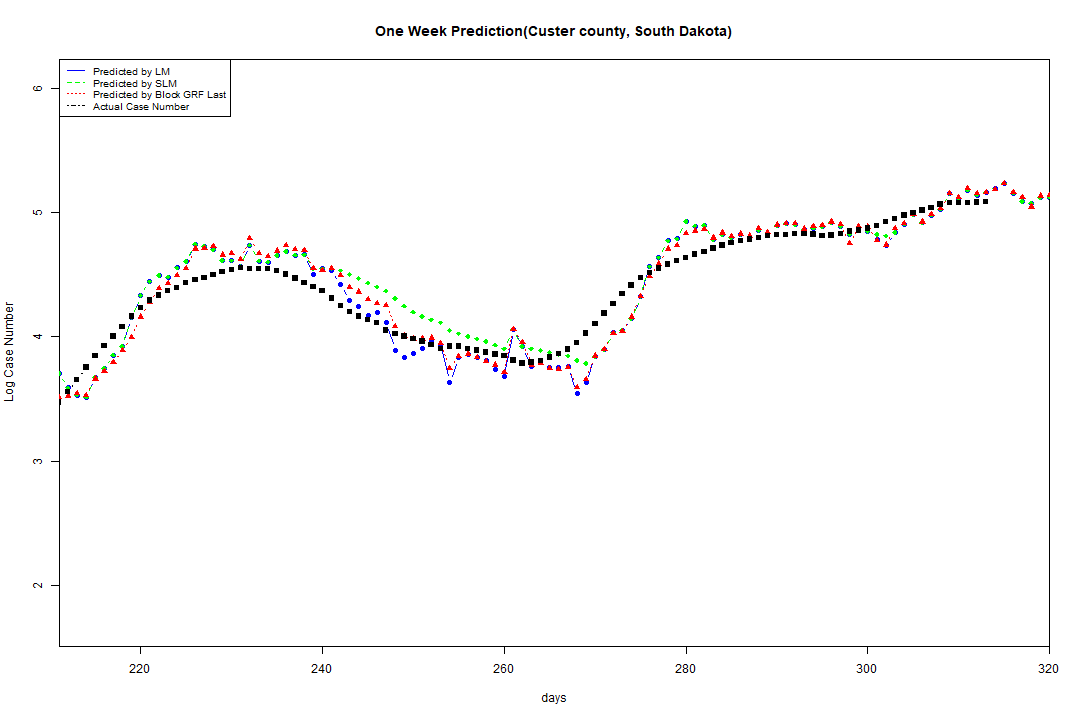 One Week Prediction(Custer county, South Dakota)
Predicted by LM
Predicted by SLM
Predicted by Block GRF Last
Actual Case Number
6
5
4
3
2
Log Case Number
220 240 260 280 300 320
days